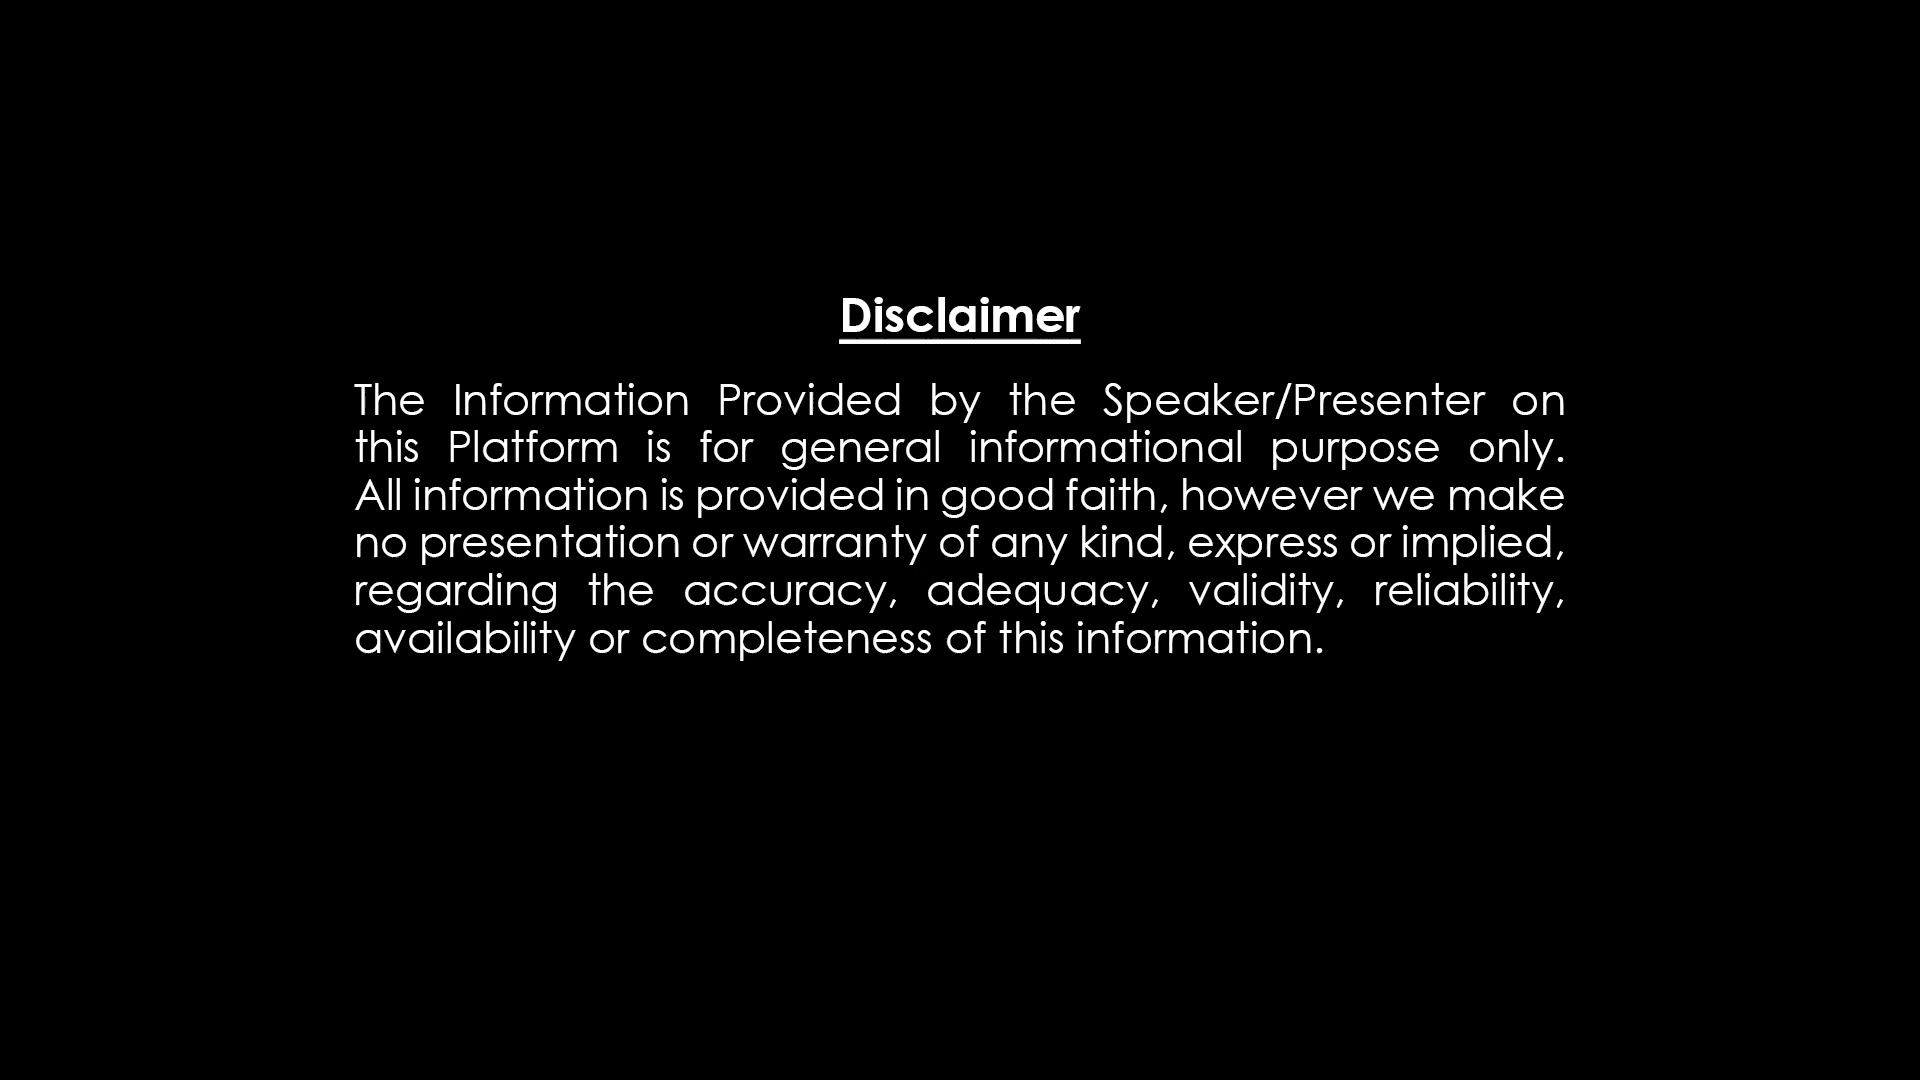 Disclaimer
The Information Provided by the Speaker/Presenter on
this Platform is for general informational purpose only.
All information is provided in good faith, however we make
no presentation or warranty of any kind, express or implied,
regarding the accuracy, adequacy, validity, reliability,
availability or completeness of this information.